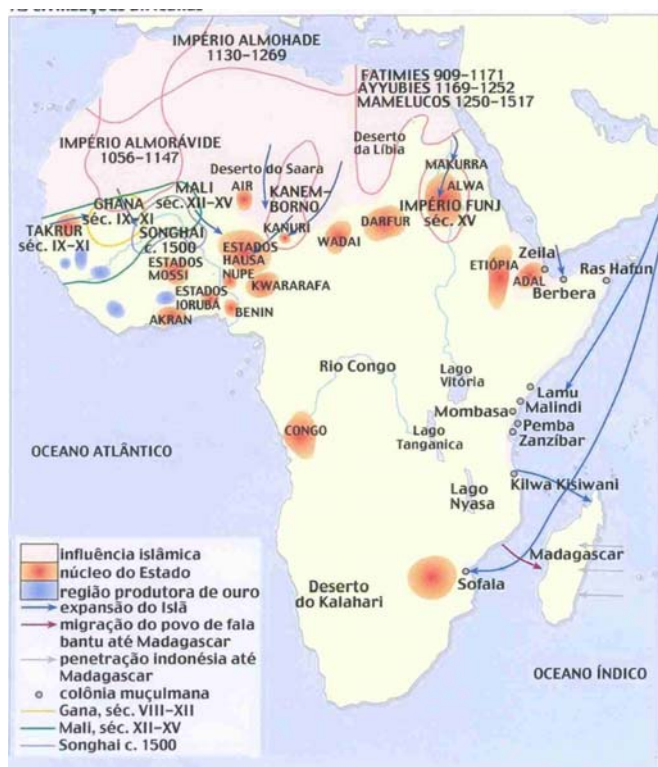 IMPÉRIO ALMOHADE
1130–1269
FATIMIES 909–1171
AYYUBIES 1169–1252
MAMELUCOS 1250–1517
IMPÉRIO ALMORÁVIDE
1056–1147
Deserto
da Líbia
Deserto do Saara
MALI
séc. XII–XV
AIR
KANEM-
BORNO
MAKURRA
ALWA
IMPÉRIO FUNJ
séc. XV
GHANA
séc. IX–XI
TAKRUR
séc. IX–XI
SONGHAI
c. 1500
KANURI
WADAI
DARFUR
ESTADOS
HAUSA
ESTADOS
MOSSI
NUPE
KWARARAFA
ESTADOS
IORUBÁ
BENIN
AKRAN
ETIÓPIA
ADAL
Zeila
Berbera
Ras Hafun
Rio Congo
Lago
Vitória
Lamu
Malindi
Mombasa
Pemba
Zanzíbar
CONGO
Lago
Tanganica
OCEANO ATLÂNTICO
Kilwa Kisiwani
Lago
Nyasa
Madagascar
Sofala
Deserto
do Kalahari
OCEANO ÍNDICO
influência islâmica
núcleo do Estado
região produtora de ouro
expansão do Islã
migração do povo de fala
bantu até Madagascar
penetração indonésia até
Madagascar
colônia muçulmana
Gana, séc. VIII–XII
Mali, séc. XII–XV
Songhai c. 1500